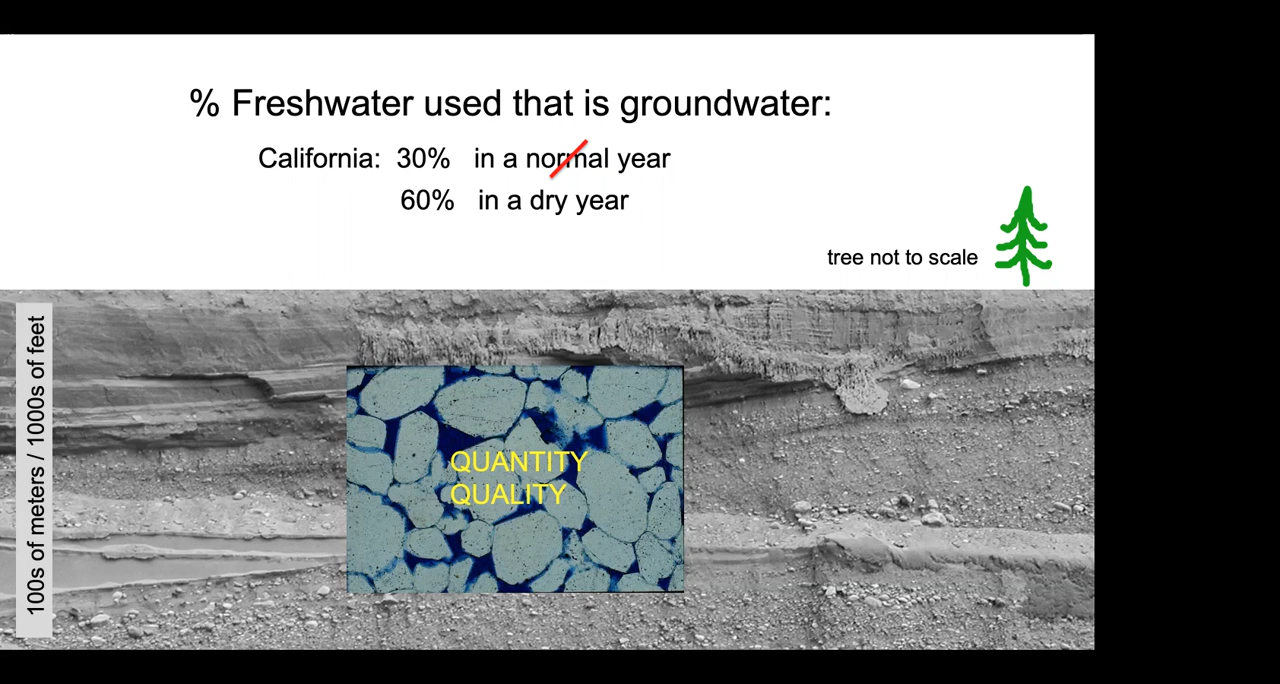 % Freshwater used that is groundwater:
California: 30% in a normal year
60% in a dry year
tree not to scale
100s of meters / 1000s of feet
QUANTITY
QUALITY